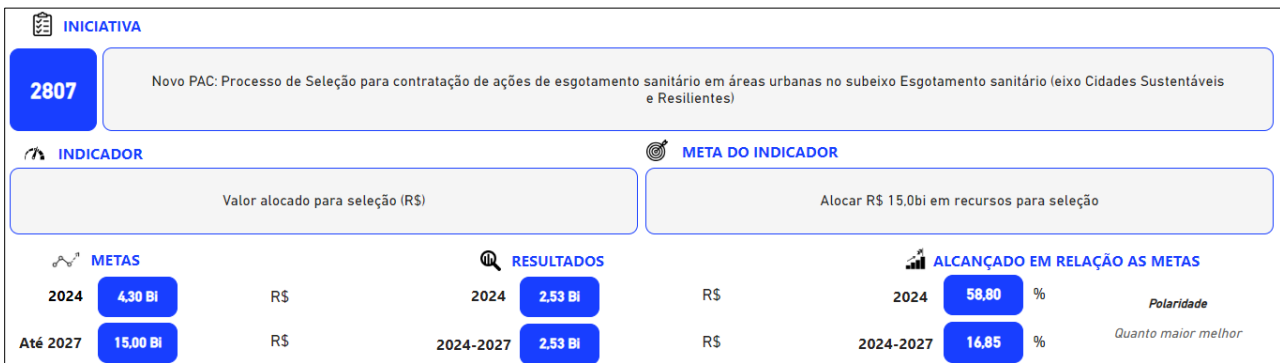 INICIATIVA
2807
Novo PAC: Processo de Seleção para contratação de ações de esgotamento sanitário em áreas urbanas no subeixo Esgotamento sanitário (eixo Cidades Sustentáveis
e Resilientes)
INDICADOR
META DO INDICADOR
Valor alocado para seleção (R$)
Alocar R$ 15,0bi em recursos para seleção
METAS
RESULTADOS
ALCANÇADO EM RELAÇÃO AS METAS
2024 4,30 Bi R$ 2024 2,53 Bi R$ 2024 58,80 % Polaridade
Até 2027 15,00 Bi R$ 2024-2027 2,53 Bi R$ 2024-2027 16,85 % Quanto maior melhor